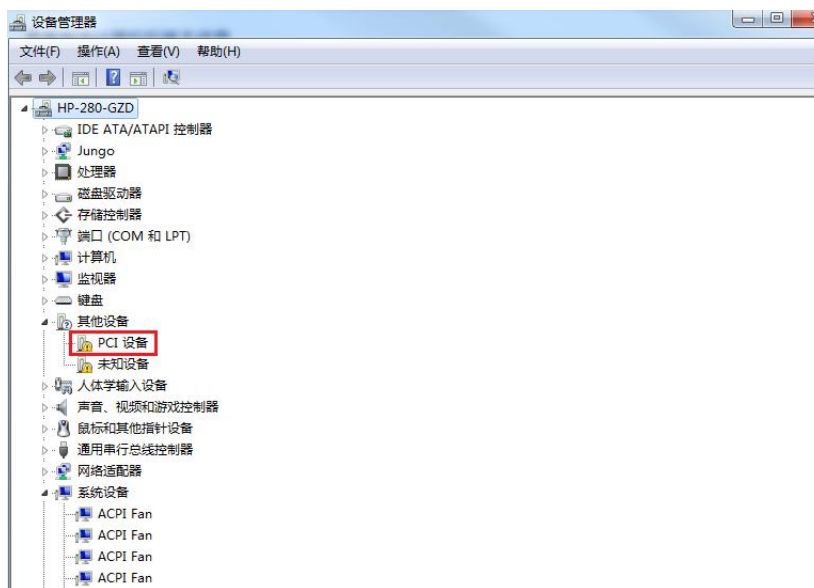 设备管理器
文件(F) 操作(A) 查看(V) 帮助(H)
HP-280-GZD
IDE ATA/ATAPI 控制器
Jungo
处理器
磁盘驱动器
存储控制器
端口 (COM 和 LPT)
计算机
监视器
键盘
其他设备
PCI 设备
未知设备
人体学输入设备
声音、视频和游戏控制器
鼠标和其他指针设备
通用串行总线控制器
网络适配器
系统设备
ACPI Fan
ACPI Fan
ACPI Fan
ACPI Fan